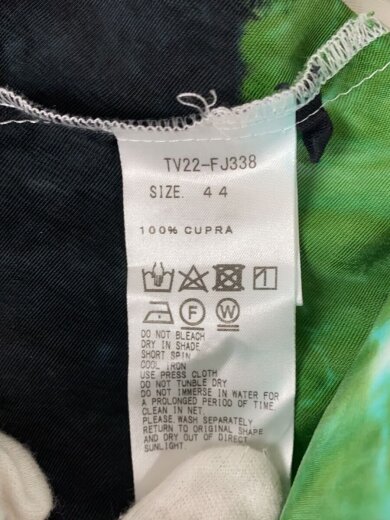 TV22-FJ338
SIZE. 44
100% CUPRA
F W
DO NOT BLEACH
DRY IN SHADE
SHORT SPIN
COOL IRON
USE PRESS CLOTH
DO NOT TUMBLE DRY
DO NOT IMMERSE IN WATER FOR
A PROLONGED PERIOD OF TIME
CLEAN IN NET
PLEASE WASH SEPARATELY
RETURN TO ORIGINAL SHAPE
AND DRY OUT OF DIRECT
SUNLIGHT.